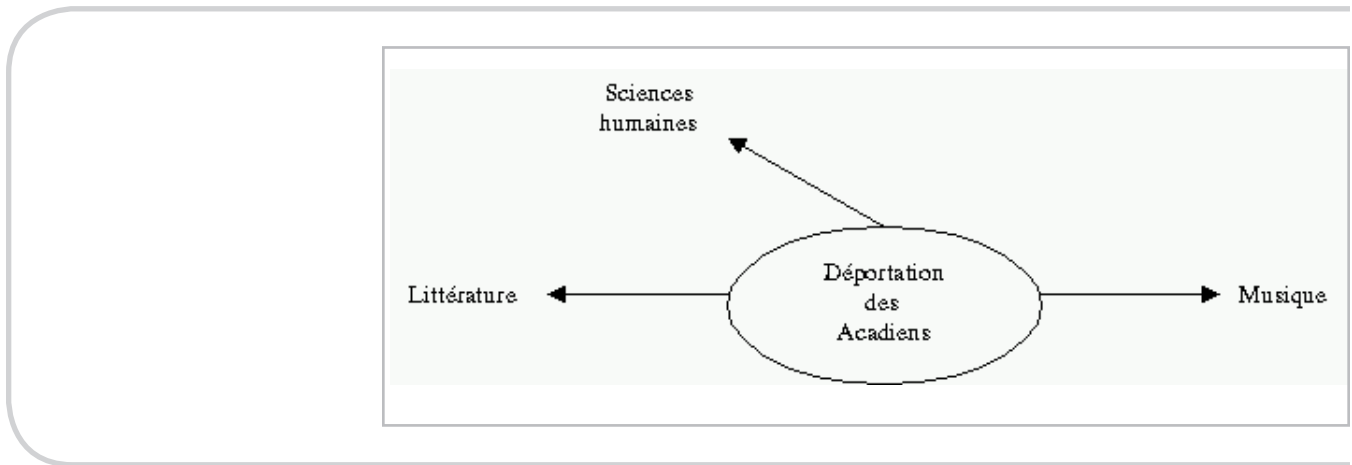 Sciences
humaines
Littérature
Déportation
des
Acadiens
Musique